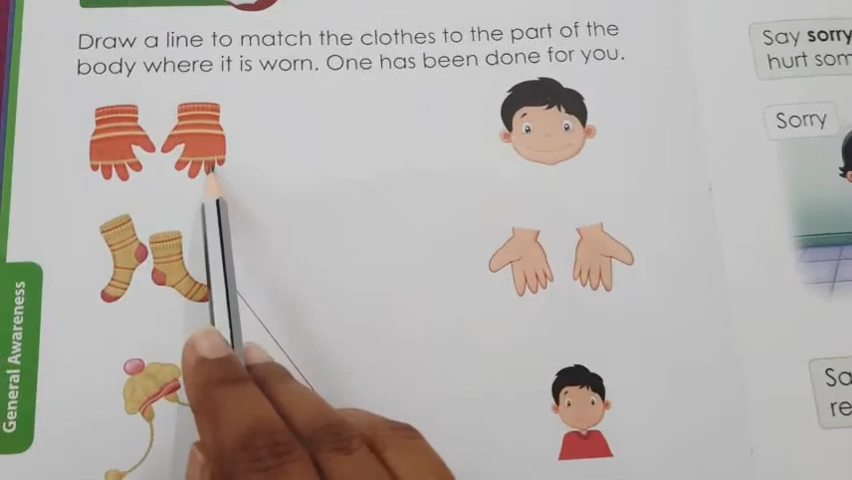 Draw a line to match the clothes to the part of the
body where it is worn. One has been done for you.
General Awareness
Say sorry
hurt som
Sorry
Sa
re